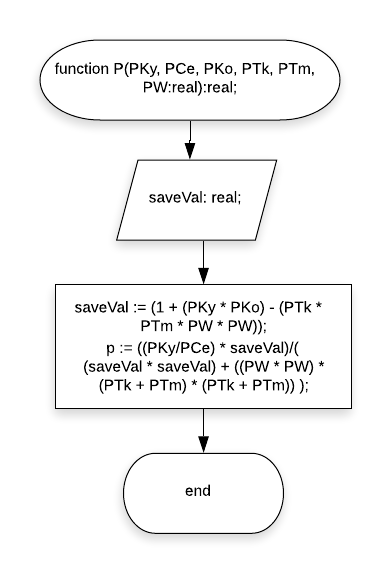 function P(PKy, PCe, PKo, PTk, PTm,
PW:real):real;
saveVal: real;
saveVal := (1 + (PKy * PKo) - (PTk *
PTm * PW * PW));
p := ((PKy/PCe) * saveVal)/(
(saveVal * saveVal) + ((PW * PW) *
(PTk + PTm) * (PTk + PTm)) );
end